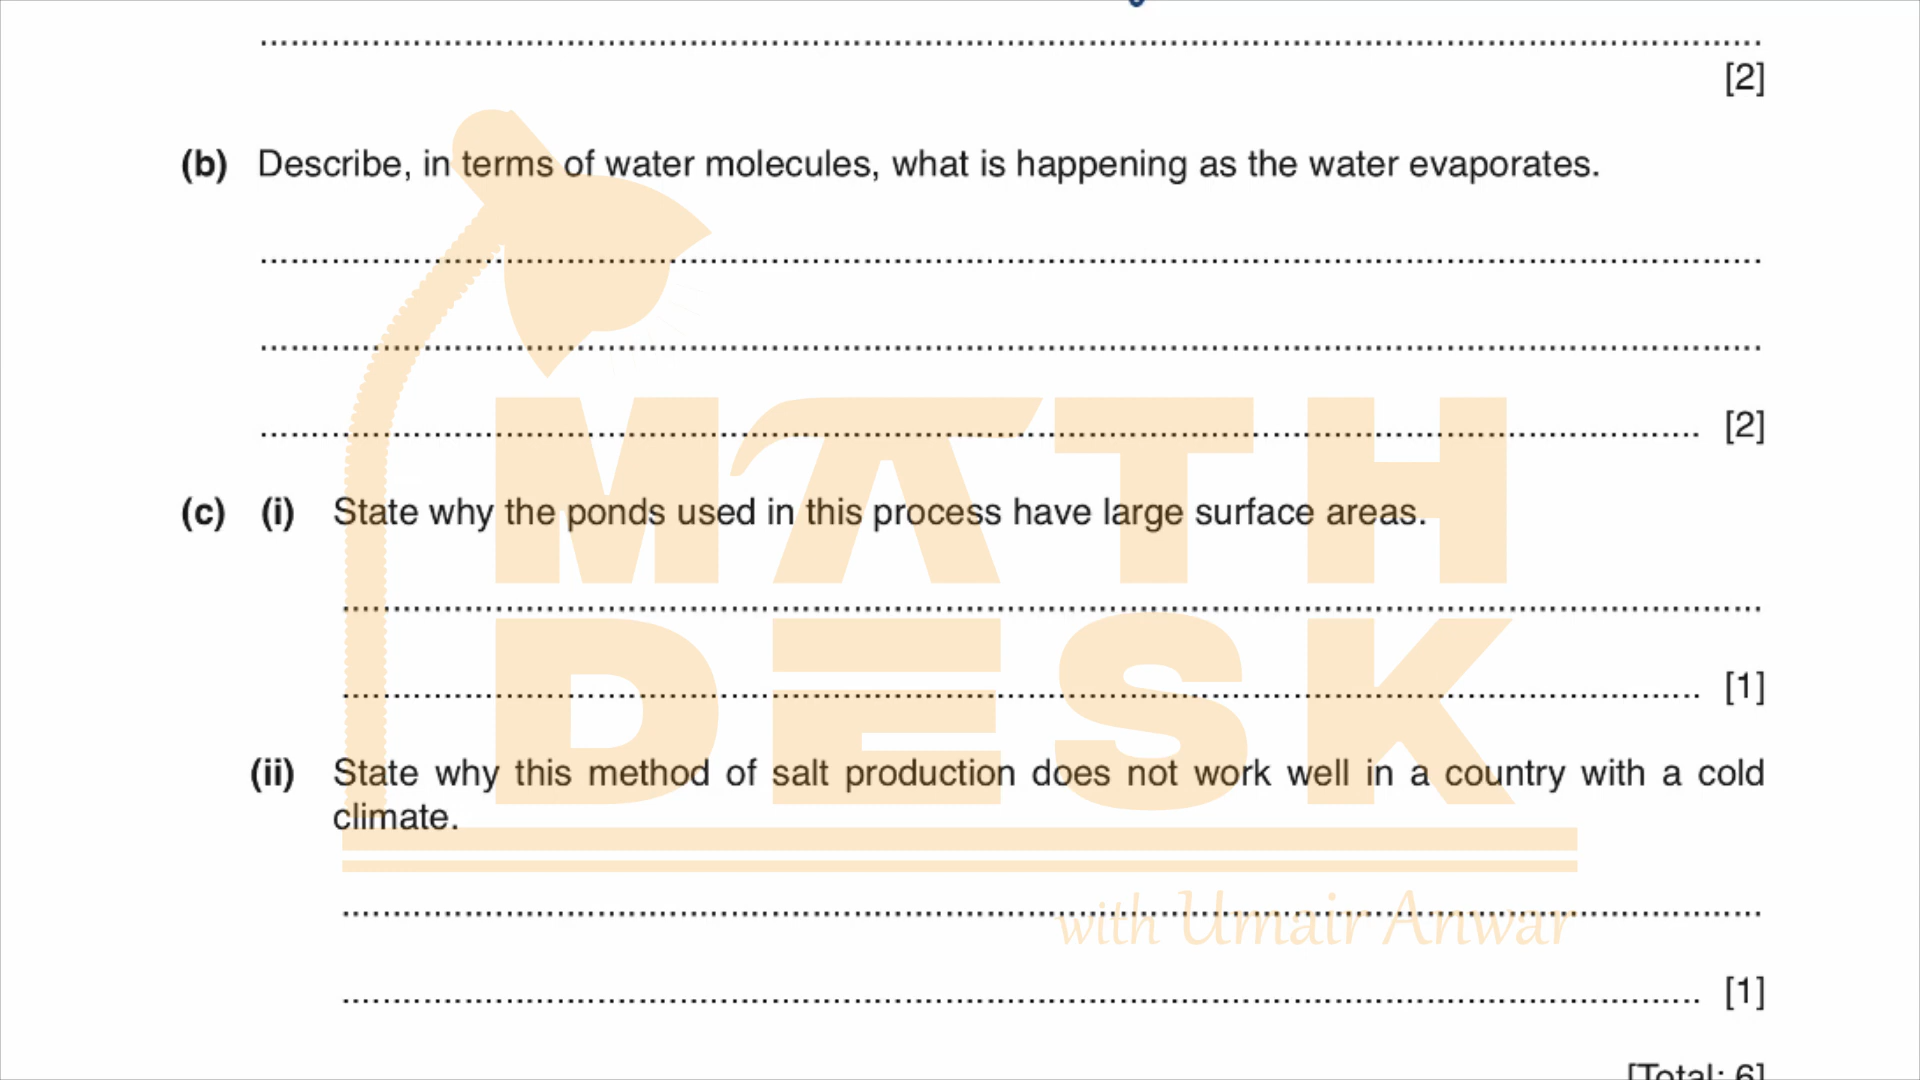 [2]
(b) Describe, in terms of water molecules, what is happening as the water evaporates.
[2]
(c) (i) State why the ponds used in this process have large surface areas.
[1]
(ii) State why this method of salt production does not work well in a country with a cold
climate.
[1]
[Total: 6]
MATH
DESK
with Umair Anwar